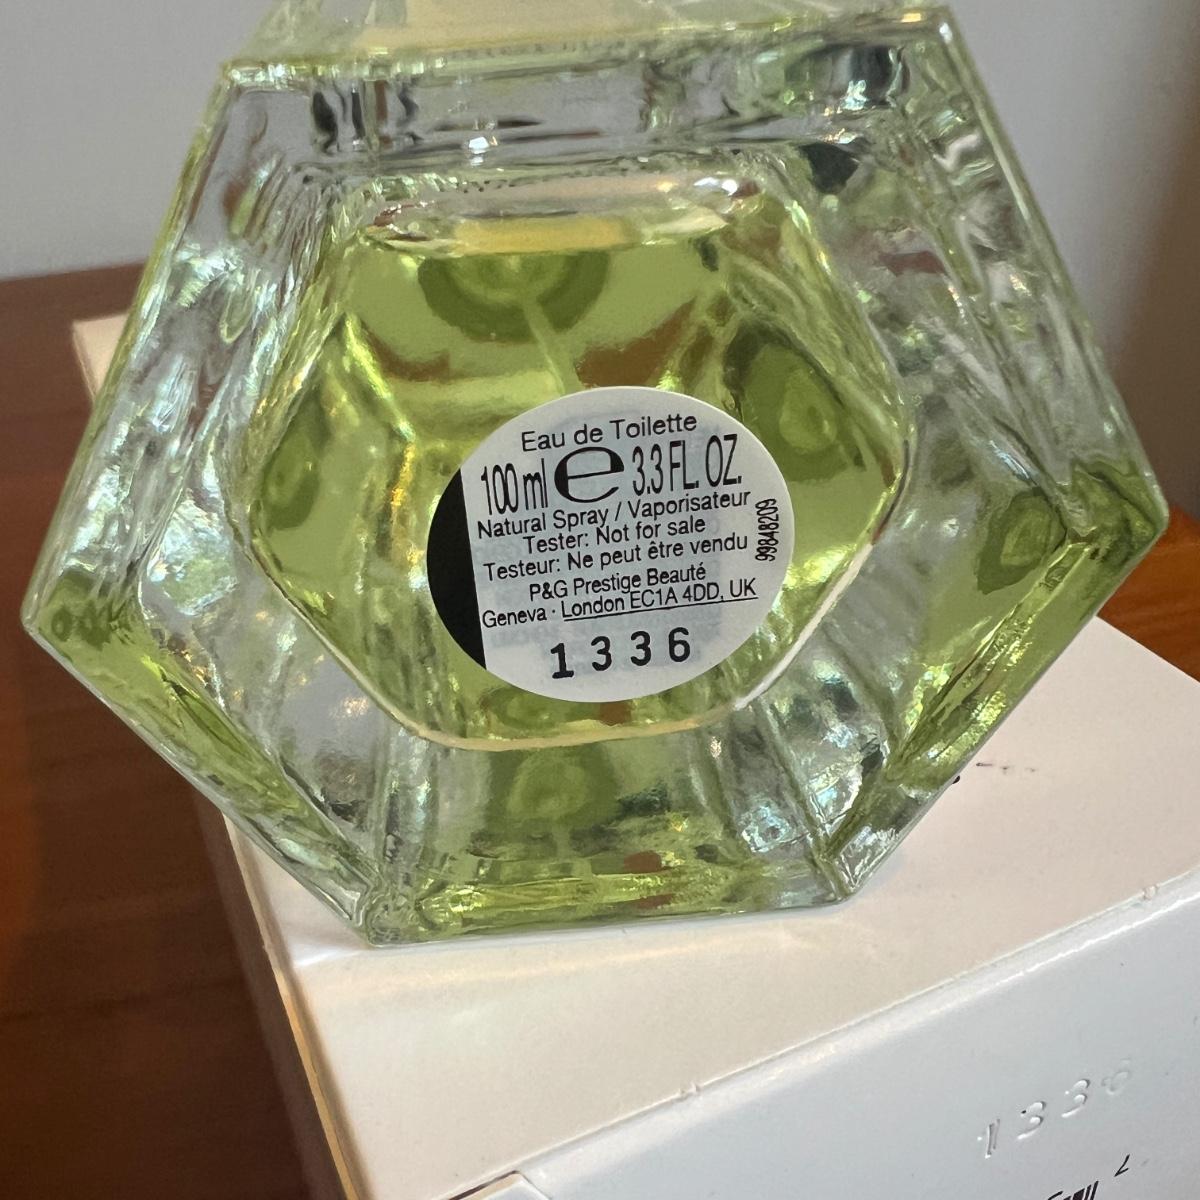 Eau de Toilette
100 ml e 3.3 FL. OZ.
Natural Spray / Vaporisateur
Tester: Not for sale
Testeur: Ne peut être vendu
99848209
P&G Prestige Beauté
Geneva · London EC1A 4DD, UK
1336
1336